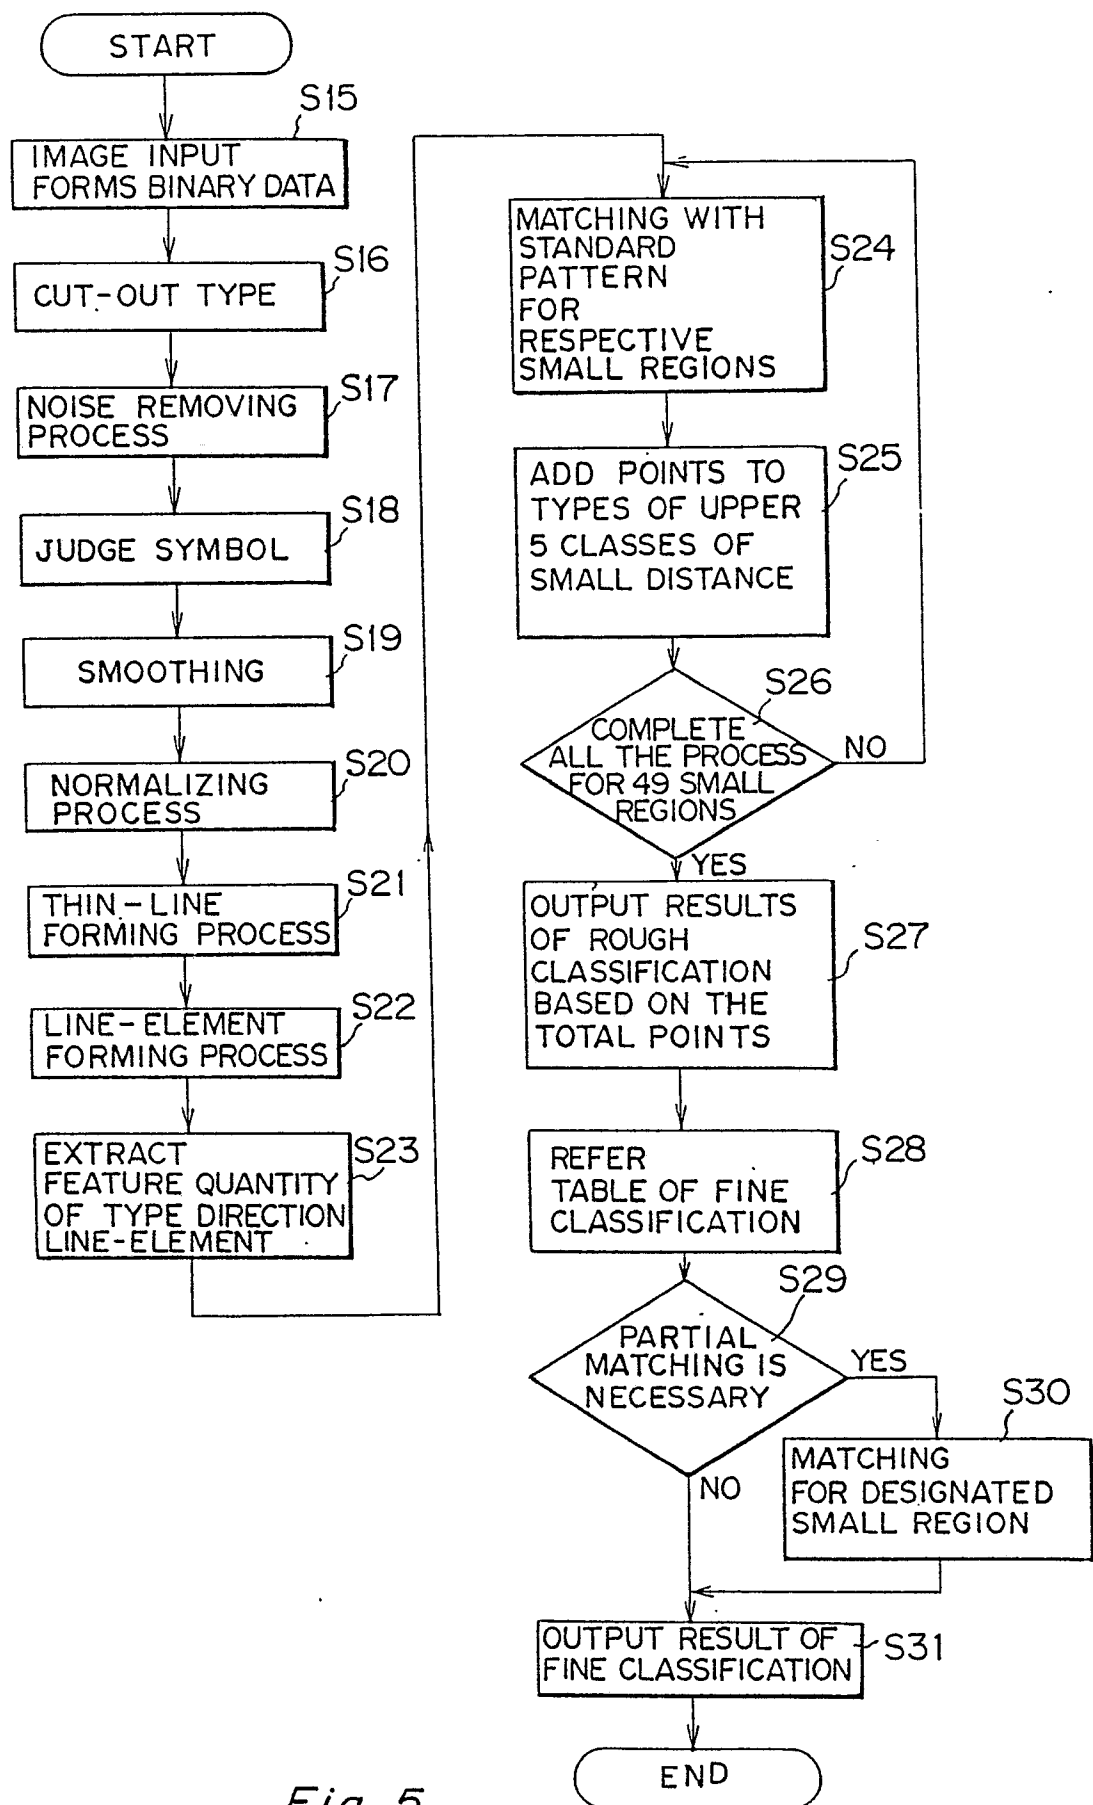 START
S15
IMAGE INPUT
FORMS BINARY DATA
S16
CUT-OUT TYPE
S17
NOISE REMOVING
PROCESS
S18
JUDGE SYMBOL
S19
SMOOTHING
S20
NORMALIZING
PROCESS
S21
THIN-LINE
FORMING PROCESS
S22
LINE-ELEMENT
FORMING PROCESS
S23
EXTRACT
FEATURE QUANTITY
OF TYPE DIRECTION
LINE-ELEMENT
S24
MATCHING WITH
STANDARD
PATTERN
FOR
RESPECTIVE
SMALL REGIONS
S25
ADD POINTS TO
TYPES OF UPPER
5 CLASSES OF
SMALL DISTANCE
S26
COMPLETE
ALL THE PROCESS
FOR 49 SMALL
REGIONS
NO
YES
OUTPUT RESULTS
OF ROUGH
CLASSIFICATION
BASED ON THE
TOTAL POINTS
S27
REFER
TABLE OF FINE
CLASSIFICATION
S28
S29
PARTIAL
MATCHING IS
NECESSARY
YES
NO
S30
MATCHING
FOR DESIGNATED
SMALL REGION
OUTPUT RESULT OF
FINE CLASSIFICATION
S31
END
Fig. 5